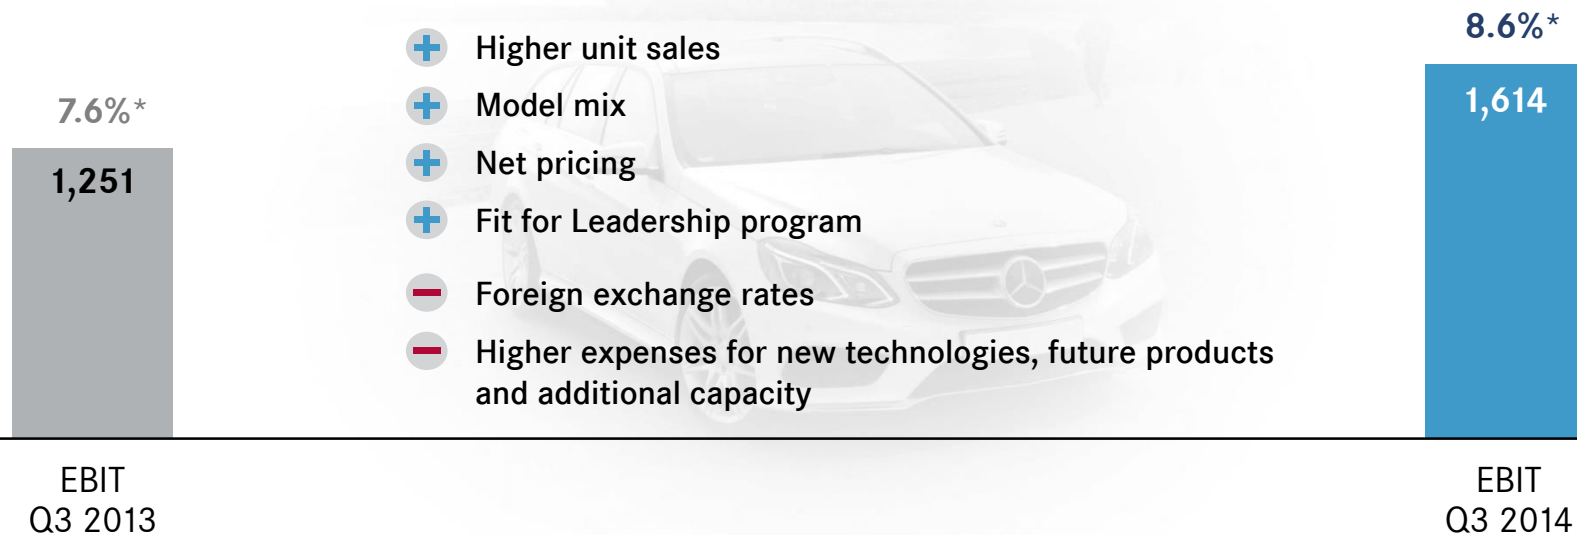 7.6%*
1,251
EBIT
Q3 2013
Higher unit sales
Model mix
Net pricing
Fit for Leadership program
Foreign exchange rates
Higher expenses for new technologies, future products
and additional capacity
8.6%*
1,614
EBIT
Q3 2014